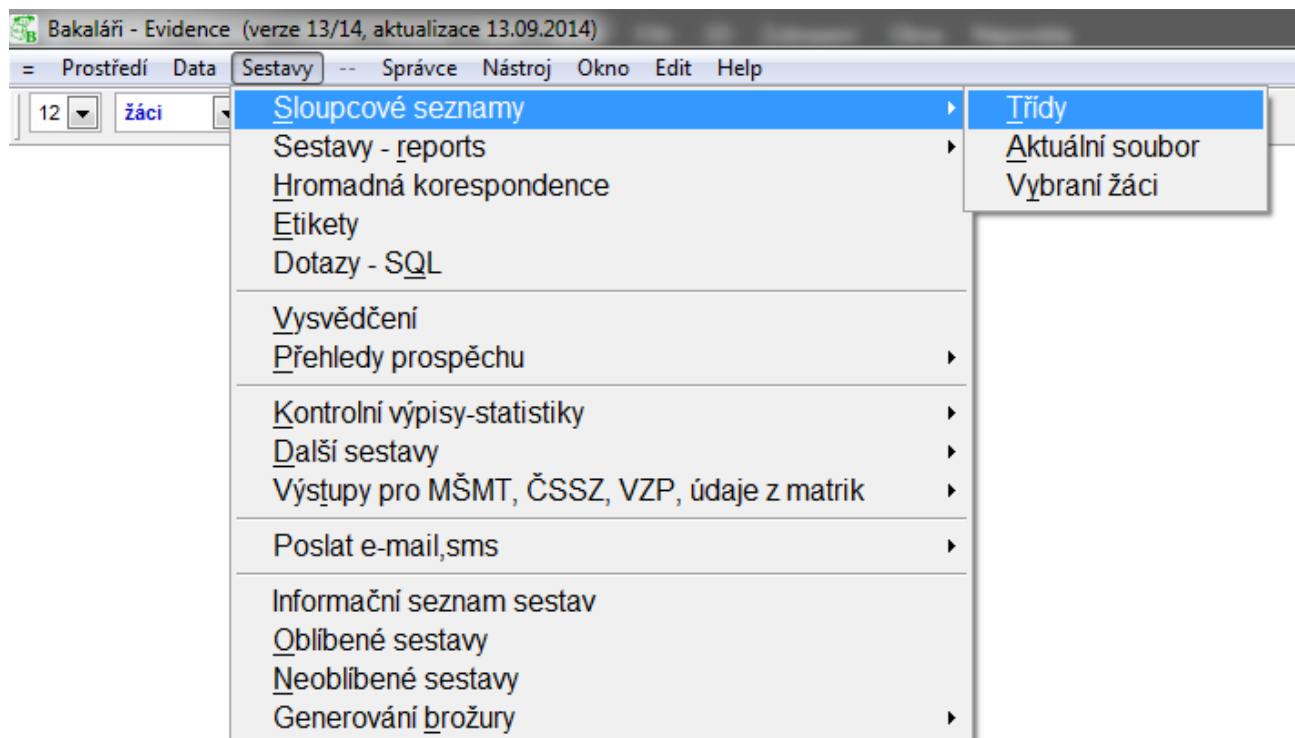 Bakaláři - Evidence (verze 13/14, aktualizace 13.09.2014)
= Prostředí Data Sestavy -- Správce Nástroj Okno Edit Help
12 žáci
Sloupcové seznamy
Třídy
Sestavy - reports
Aktuální soubor
Hromadná korespondence
Vybraní žáci
Etikety
Dotazy - SQL
Vysvědčení
Přehledy prospěchu
Kontrolní výpisy-statistiky
Další sestavy
Výstupy pro MŠMT, ČSSZ, VZP, údaje z matrik
Poslat e-mail,sms
Informační seznam sestav
Oblíbené sestavy
Neoblíbené sestavy
Generování brožury